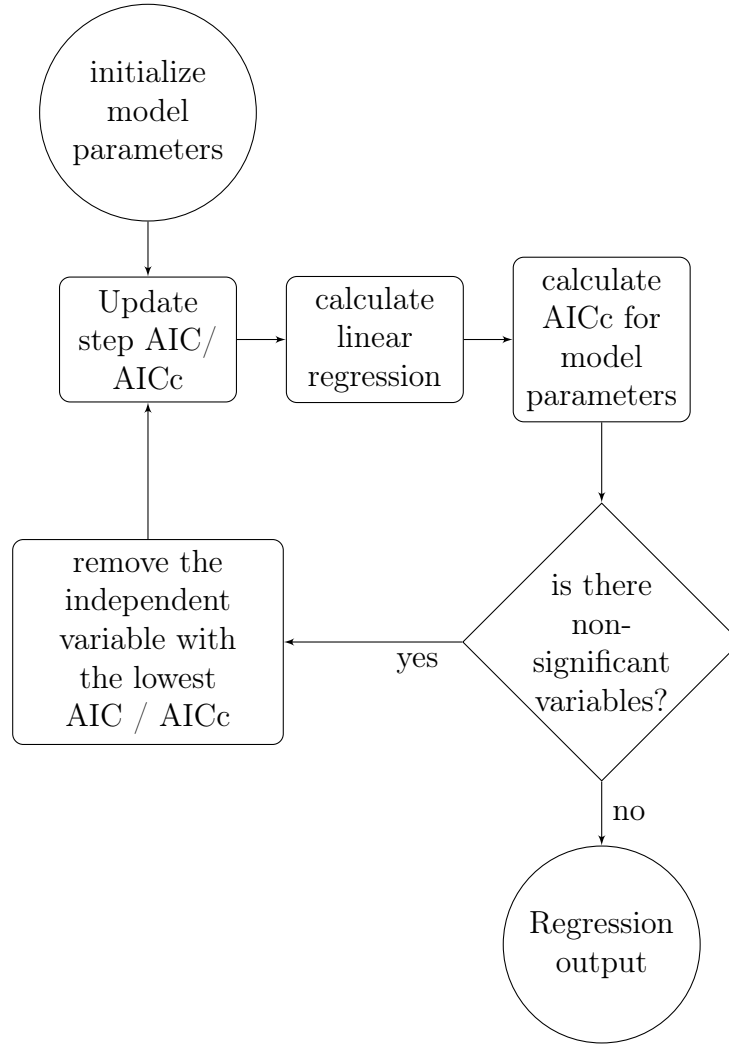 initialize
model
parameters
Update
step AIC/
AICc
calculate
linear
regression
calculate
AICc for
model
parameters
is there
non-
significant
variables?
yes
remove the
independent
variable with
the lowest
AIC / AICc
no
Regression
output